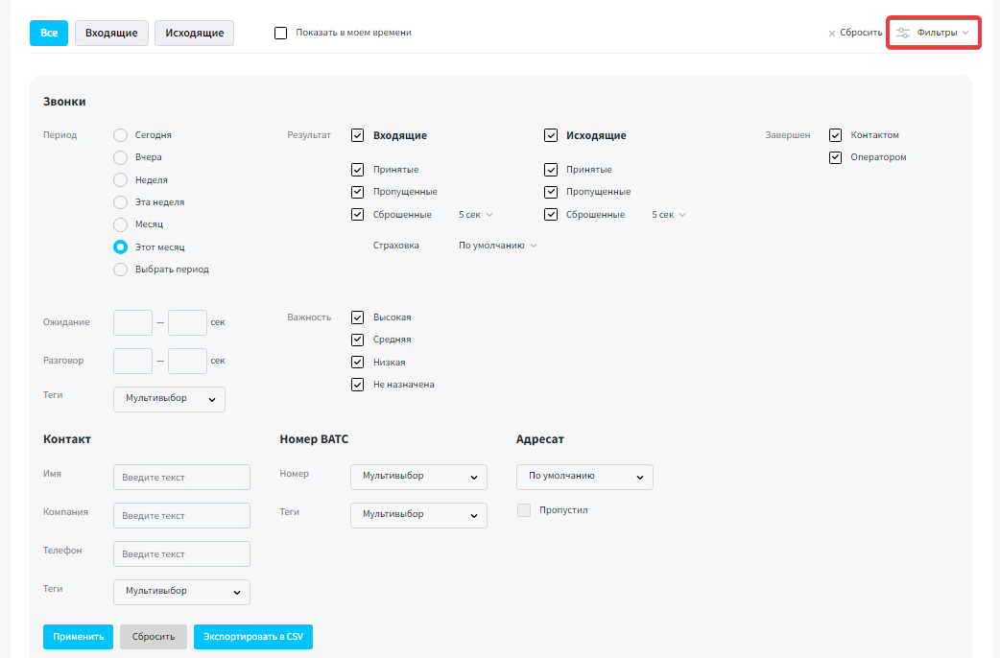 Все Входящие Исходящие Показать в моем времени × Сбросить Фильтры
Звонки
Период Сегодня Результат Входящие Исходящие Завершен Контактом
Вчера Оператором
Неделя Принятые Принятые
Эта неделя Пропущенные Пропущенные
Месяц Сброшенные 5 сек Сброшенные 5 сек
Этот месяц Страховка По умолчанию
Выбрать период
Ожидание — сек Важность Высокая
Средняя
Разговор — сек Низкая
Не назначена
Теги Мультивыбор
Контакт Номер ВАТС Адресат
Имя Введите текст Номер Мультивыбор По умолчанию
Компания Введите текст Теги Мультивыбор Пропустил
Телефон Введите текст
Теги Мультивыбор
Применить Сбросить Экспортировать в CSV